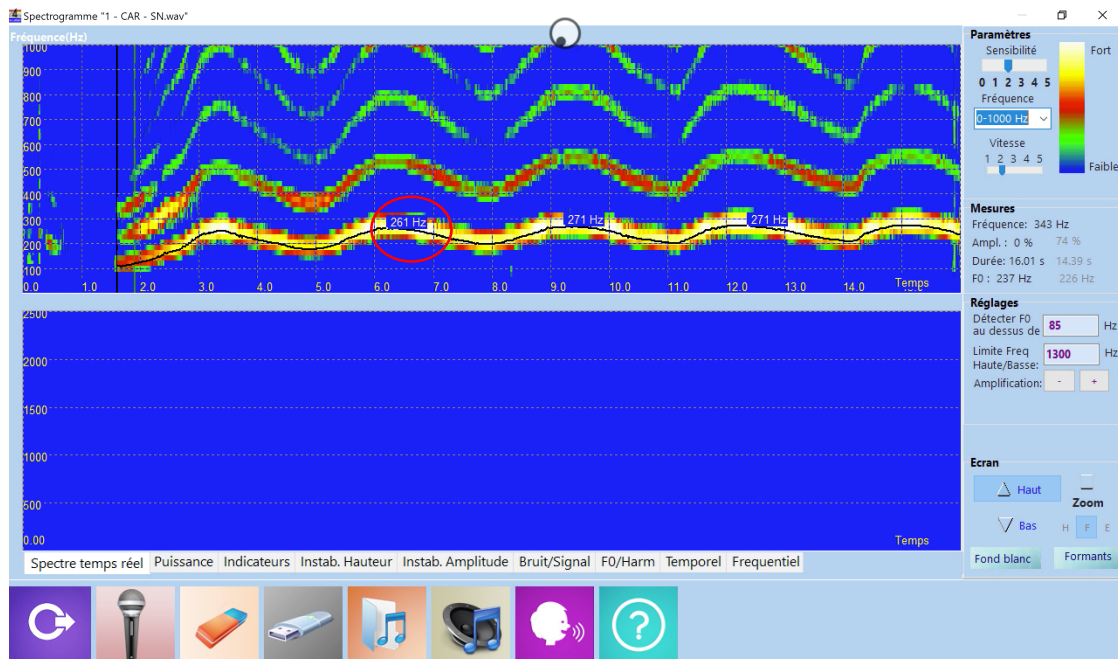 Spectrogramme "1 - CAR - SN.wav"
Fréquence(Hz)
1000
900
800
700
600
500
400
300
200
100
261 Hz
271 Hz
271 Hz
0.0 1.0 2.0 3.0 4.0 5.0 6.0 7.0 8.0 9.0 10.0 11.0 12.0 13.0 14.0
Temps
2500
2000
1500
1000
500
0.00
Temps
Spectre temps réel Puissance Indicateurs Instab. Hauteur Instab. Amplitude Bruit/Signal F0/Harm Temporel Frequentiel
Paramètres
Sensibilité
Fort
0 1 2 3 4 5
Fréquence
0-1000 Hz
Vitesse
1 2 3 4 5
Faible
Mesures
Fréquence: 343 Hz
Ampl. : 0 % 74 %
Durée: 16.01 s 14.39 s
F0 : 237 Hz 226 Hz
Réglages
Détecter F0
au dessus de 85 Hz
Limite Freq
Haute/Basse: 1300 Hz
Amplification: - +
Ecran
Haut
Zoom
Bas
H F E
Fond blanc Formants